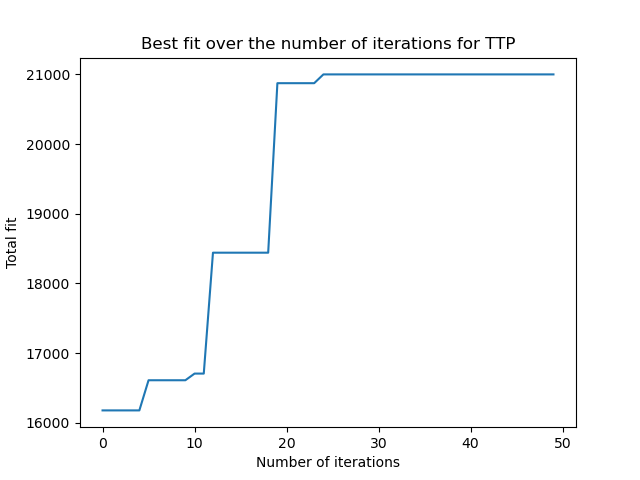 Best fit over the number of iterations for TTP
21000
20000
19000
18000
17000
16000
Total fit
0 10 20 30 40 50
Number of iterations